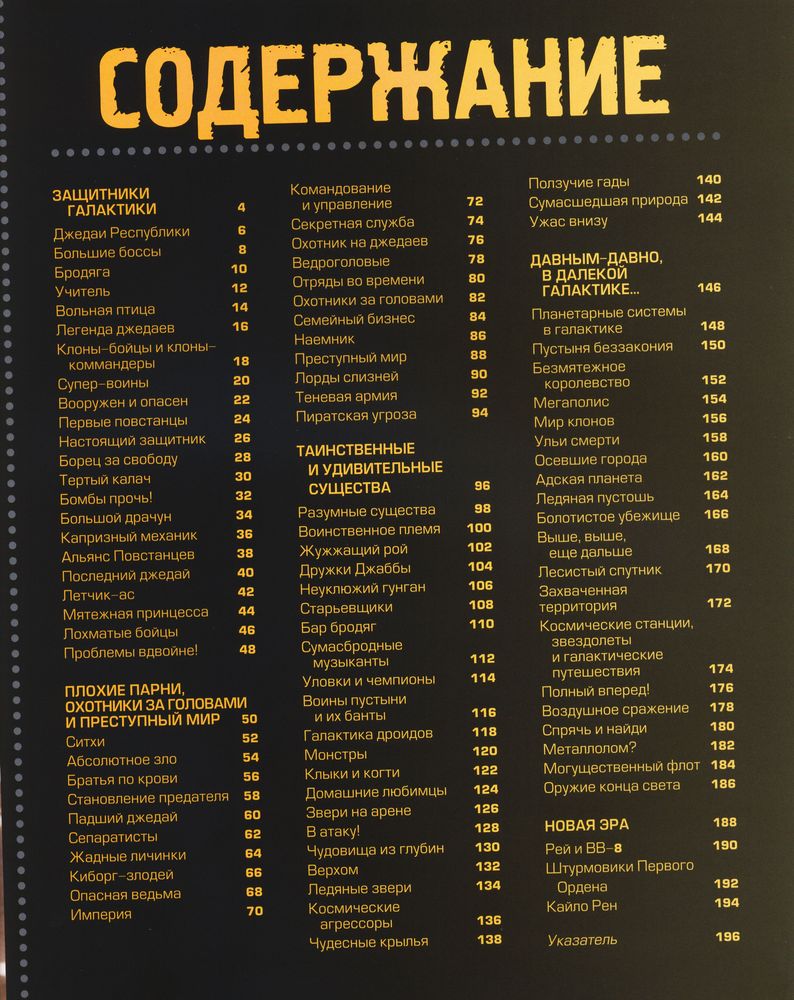 СОДЕРЖАНИЕ
ЗАЩИТНИКИ
ГАЛАКТИКИ 4
Джедаи Республики 6
Большие боссы 8
Бродяга 10
Учитель 12
Вольная птица 14
Легенда джедаев 16
Клоны-бойцы и клоны-
коммандеры 18
Супер-воины 20
Вооружен и опасен 22
Первые повстанцы 24
Настоящий защитник 26
Борец за свободу 28
Тертый калач 30
Бомбы прочь! 32
Большой драчун 34
Капризный механик 36
Альянс Повстанцев 38
Последний джедай 40
Летчик-ас 42
Мятежная принцесса 44
Лохматые бойцы 46
Проблемы вдвойне! 48
ПЛОХИЕ ПАРНИ,
ОХОТНИКИ ЗА ГОЛОВАМИ
И ПРЕСТУПНЫЙ МИР 50
Ситхи 52
Абсолютное зло 54
Братья по крови 56
Становление предателя 58
Падший джедай 60
Сепаратисты 62
Жадные личинки 64
Киборг-злодей 66
Опасная ведьма 68
Империя 70
Командование
и управление 72
Секретная служба 74
Охотник на джедаев 76
Ведроголовые 78
Отряды во времени 80
Охотники за головами 82
Семейный бизнес 84
Наемник 86
Преступный мир 88
Лорды слизней 90
Теневая армия 92
Пиратская угроза 94
ТАИНСТВЕННЫЕ
И УДИВИТЕЛЬНЫЕ
СУЩЕСТВА 96
Разумные существа 98
Воинственное племя 100
Жужжащий рой 102
Дружки Джаббы 104
Неуклюжий гунган 106
Старьевщики 108
Бар бродяг 110
Сумасбродные
музыканты 112
Уловки и чемпионы 114
Воины пустыни
и их банты 116
Галактика дроидов 118
Монстры 120
Клыки и когти 122
Домашние любимцы 124
Звери на арене 126
В атаку! 128
Чудовища из глубин 130
Верхом 132
Ледяные звери 134
Космические
агрессоры 136
Чудесные крылья 138
Ползучие гады 140
Сумасшедшая природа 142
Ужас внизу 144
ДАВНЫМ-ДАВНО,
В ДАЛЕКОЙ
ГАЛАКТИКЕ... 146
Планетарные системы
в галактике 148
Пустыня беззакония 150
Безмятежное
королевство 152
Мегаполис 154
Мир клонов 156
Ульи смерти 158
Осевшие города 160
Адская планета 162
Ледяная пустошь 164
Болотистое убежище 166
Выше, выше,
еще дальше 168
Лесистый спутник 170
Захваченная
территория 172
Космические станции,
звездолеты
и галактические
путешествия 174
Полный вперед! 176
Воздушное сражение 178
Спрячь и найди 180
Металлолом? 182
Могущественный флот 184
Оружие конца света 186
НОВАЯ ЭРА 188
Рей и BB-8 190
Штурмовики Первого
Ордена 192
Кайло Рен 194
Указатель 196